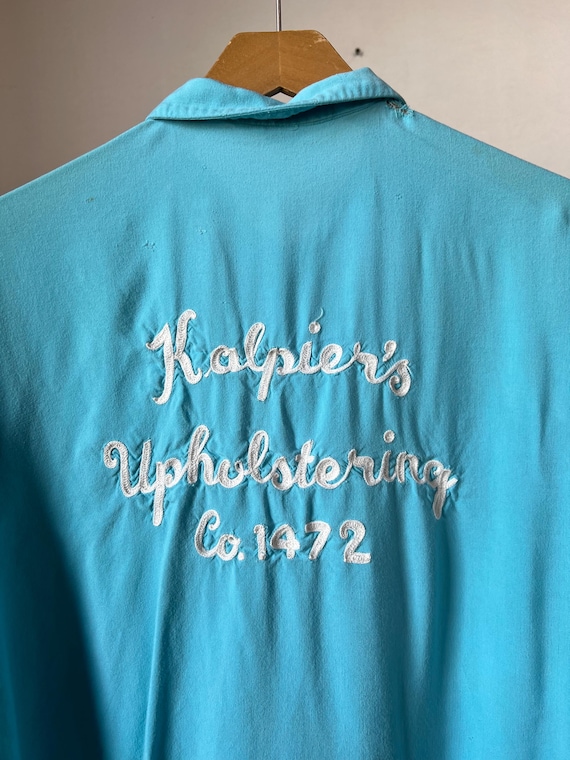 Kalpier's
Upholstering
Co. 1472